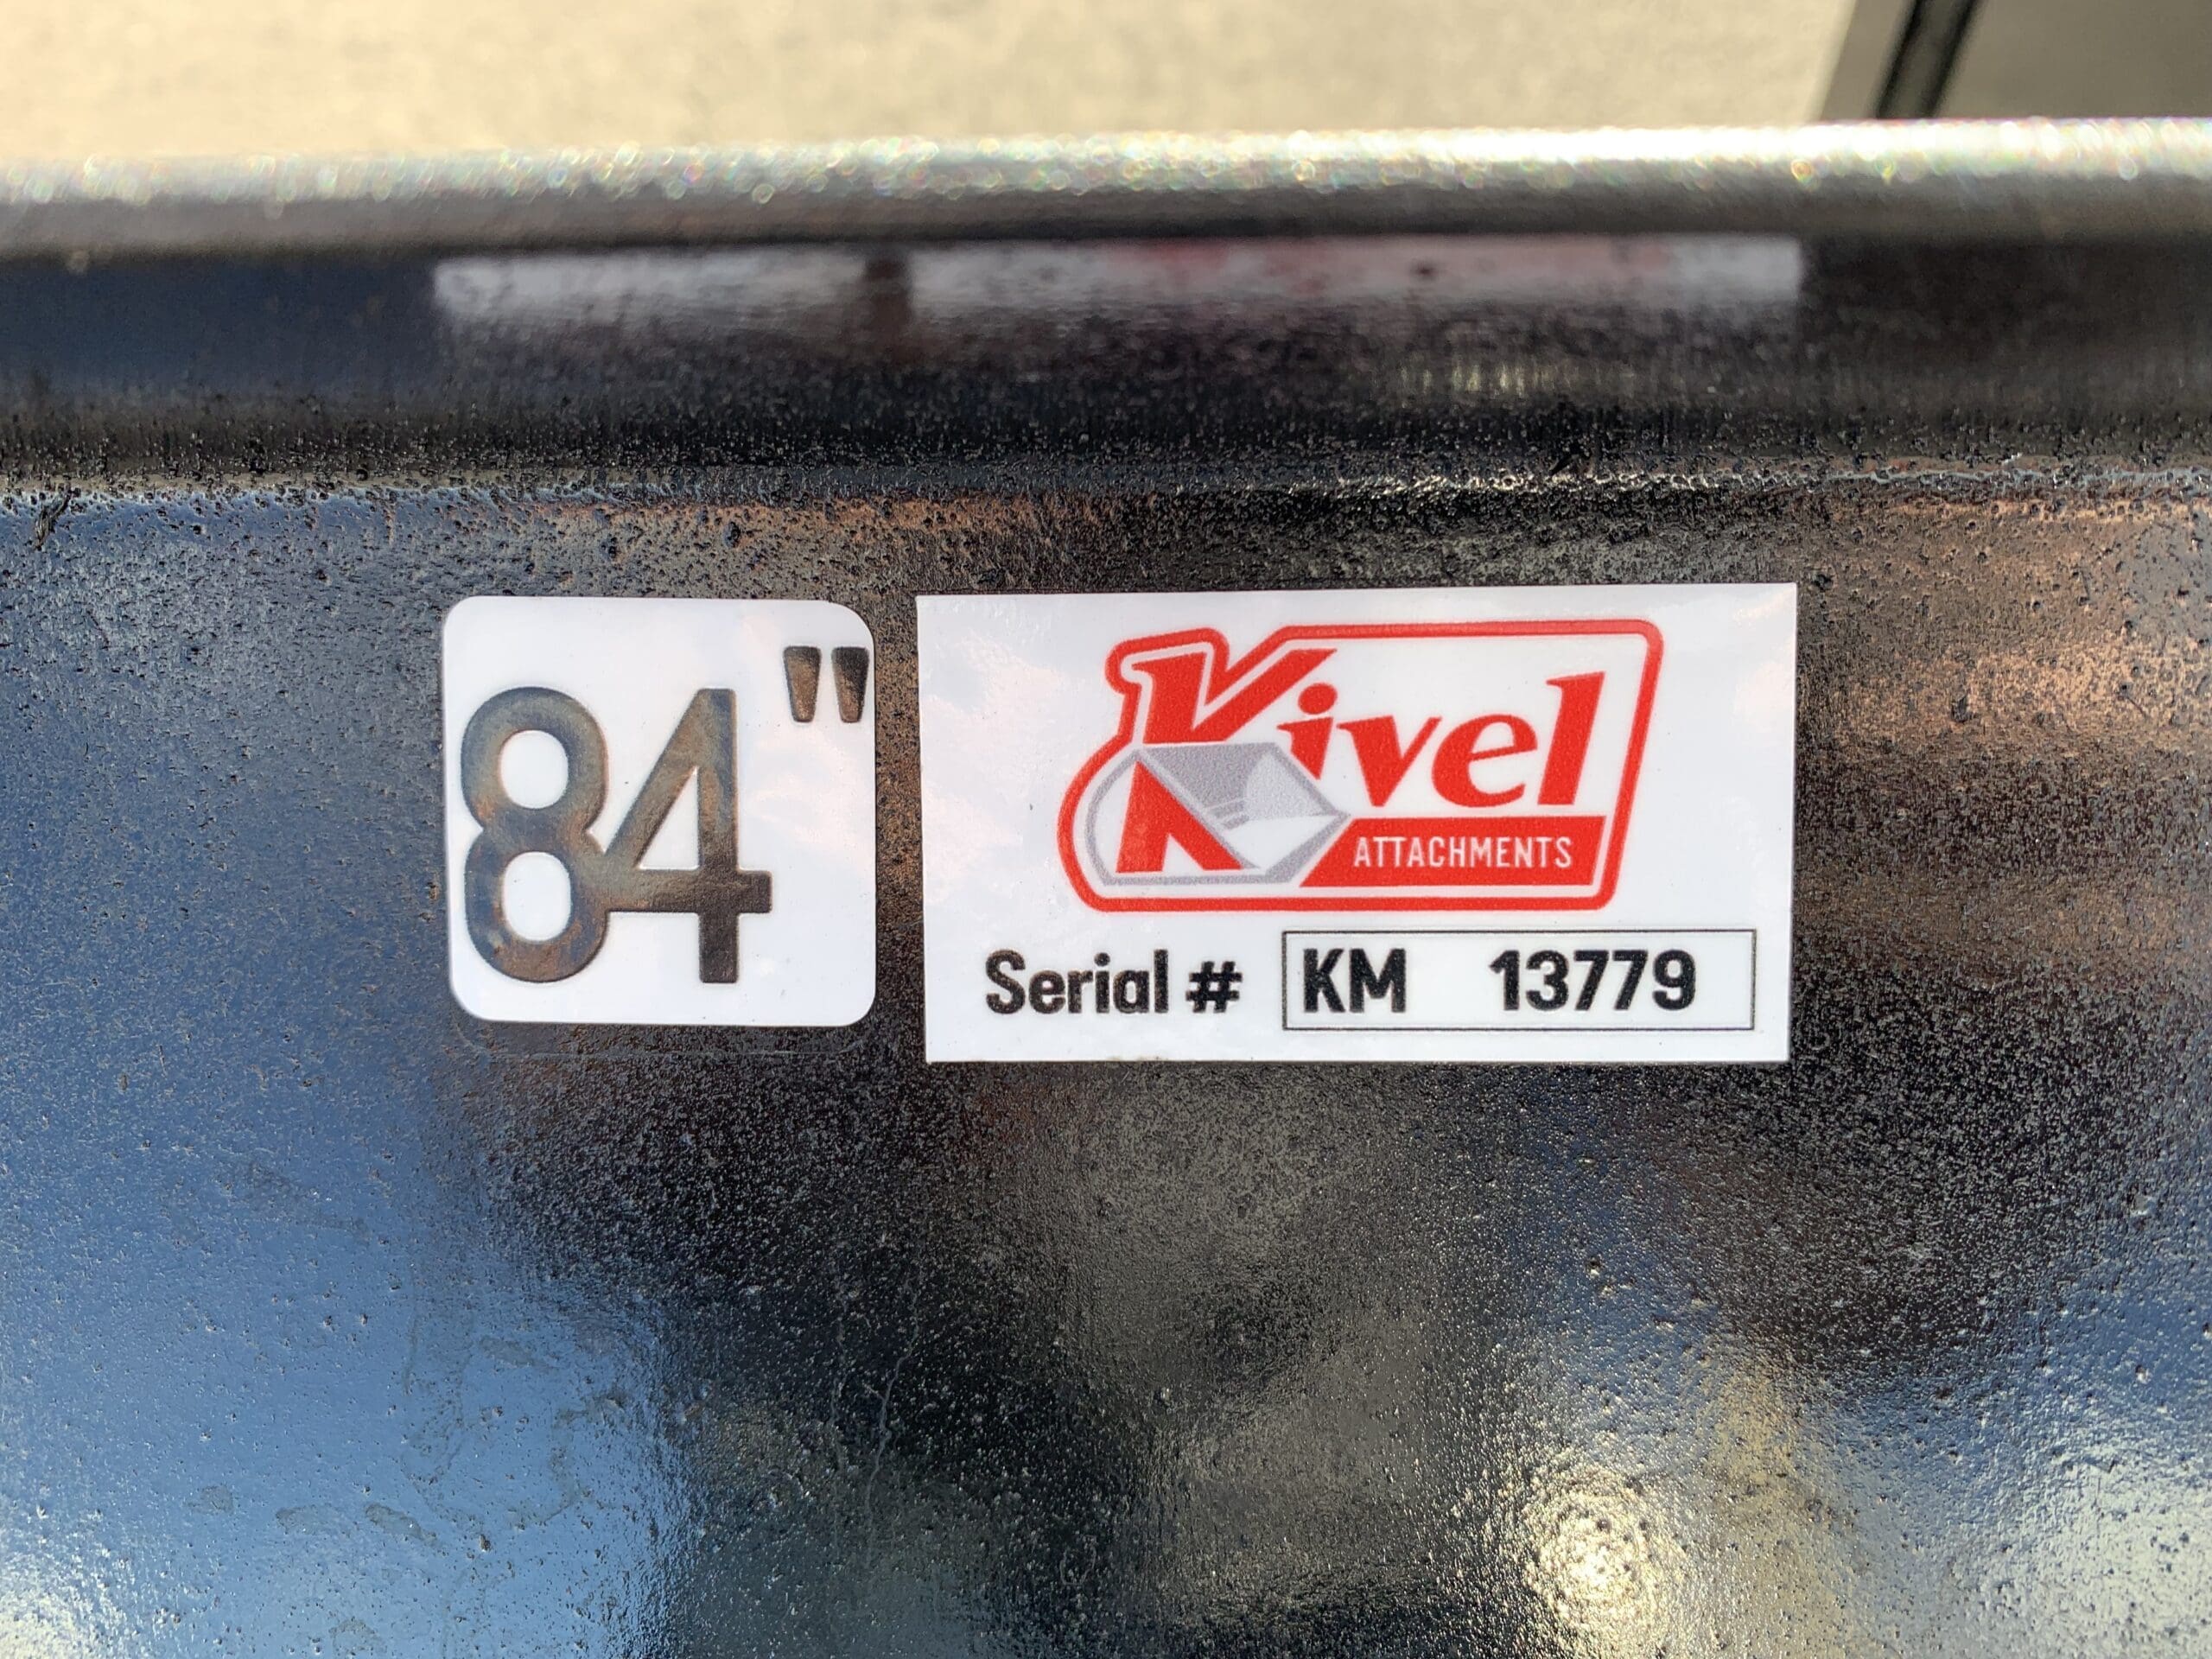 84"
Kivel
ATTACHMENTS
Serial # KM 13779